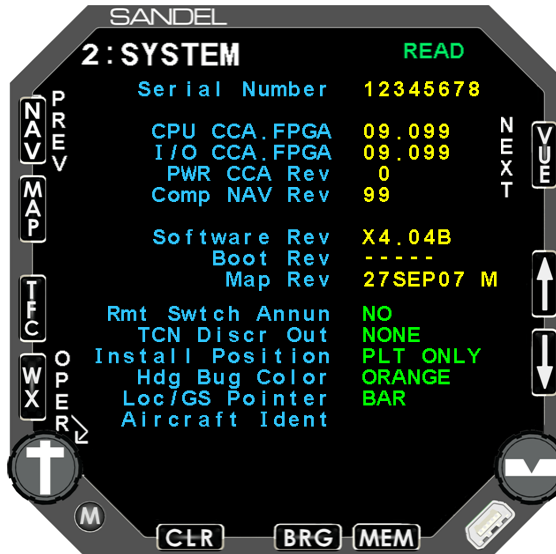 SANDEL
2:SYSTEM READ
Serial Number 12345678
CPU CCA.FPGA 09.099
I/O CCA.FPGA 09.099
PWR CCA Rev 0
Comp NAV Rev 99
Software Rev X4.04B
Boot Rev -----
Map Rev 27SEP07 M
Rmt Swtch Annun NO
TCN Discr Out NONE
Install Position PLT ONLY
Hdg Bug Color ORANGE
Loc/GS Pointer BAR
Aircraft Ident
NAV
PREV
MAP
TFC
WX
OPER
NEXT
VUE
M
CLR
BRG
MEM